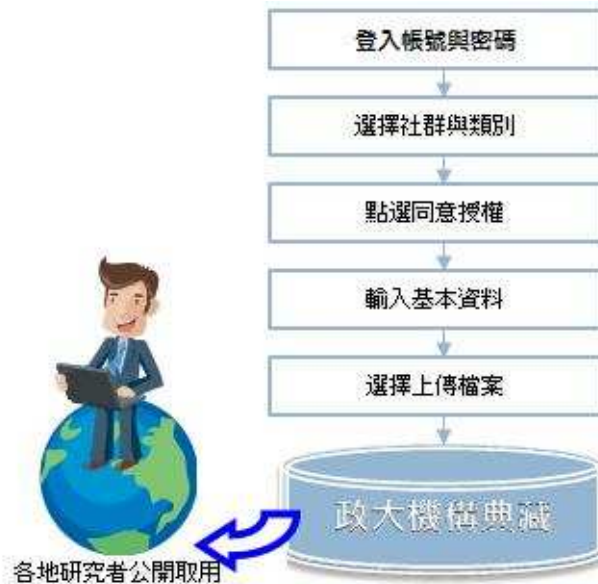 登入帳號與密碼
選擇社群與類別
點選同意授權
輸入基本資料
選擇上傳檔案
政大機構典藏
各地研究者公開取用